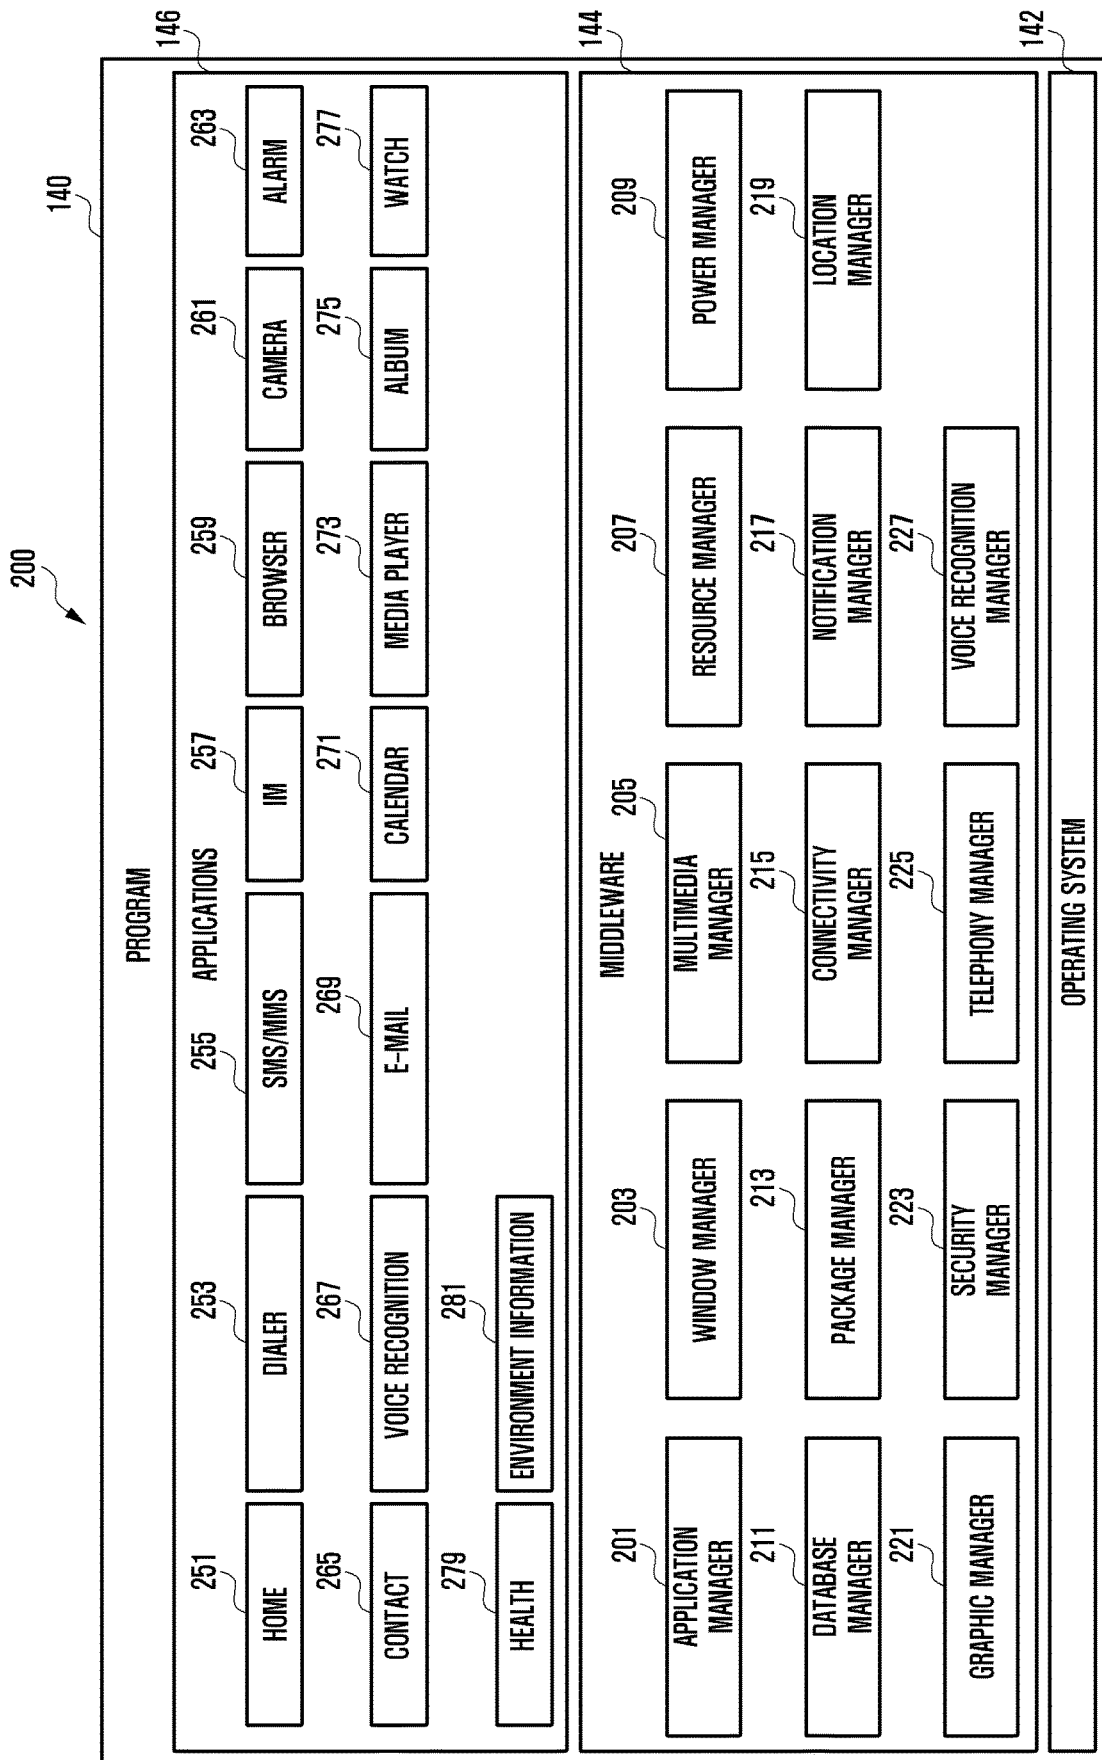 200
140
PROGRAM
146
APPLICATIONS
251
253
255
257
259
261
263
HOME
DIALER
SMS/MMS
IM
BROWSER
CAMERA
ALARM
265
267
269
271
273
275
277
CONTACT
VOICE RECOGNITION
E-MAIL
CALENDAR
MEDIA PLAYER
ALBUM
WATCH
279
281
HEALTH
ENVIRONMENT INFORMATION
144
MIDDLEWARE
201
203
205
207
209
APPLICATION
MANAGER
WINDOW MANAGER
MULTIMEDIA
MANAGER
RESOURCE MANAGER
POWER MANAGER
211
213
215
217
219
DATABASE
MANAGER
PACKAGE MANAGER
CONNECTIVITY
MANAGER
NOTIFICATION
MANAGER
LOCATION
MANAGER
221
223
225
227
GRAPHIC MANAGER
SECURITY
MANAGER
TELEPHONY MANAGER
VOICE RECOGNITION
MANAGER
142
OPERATING SYSTEM